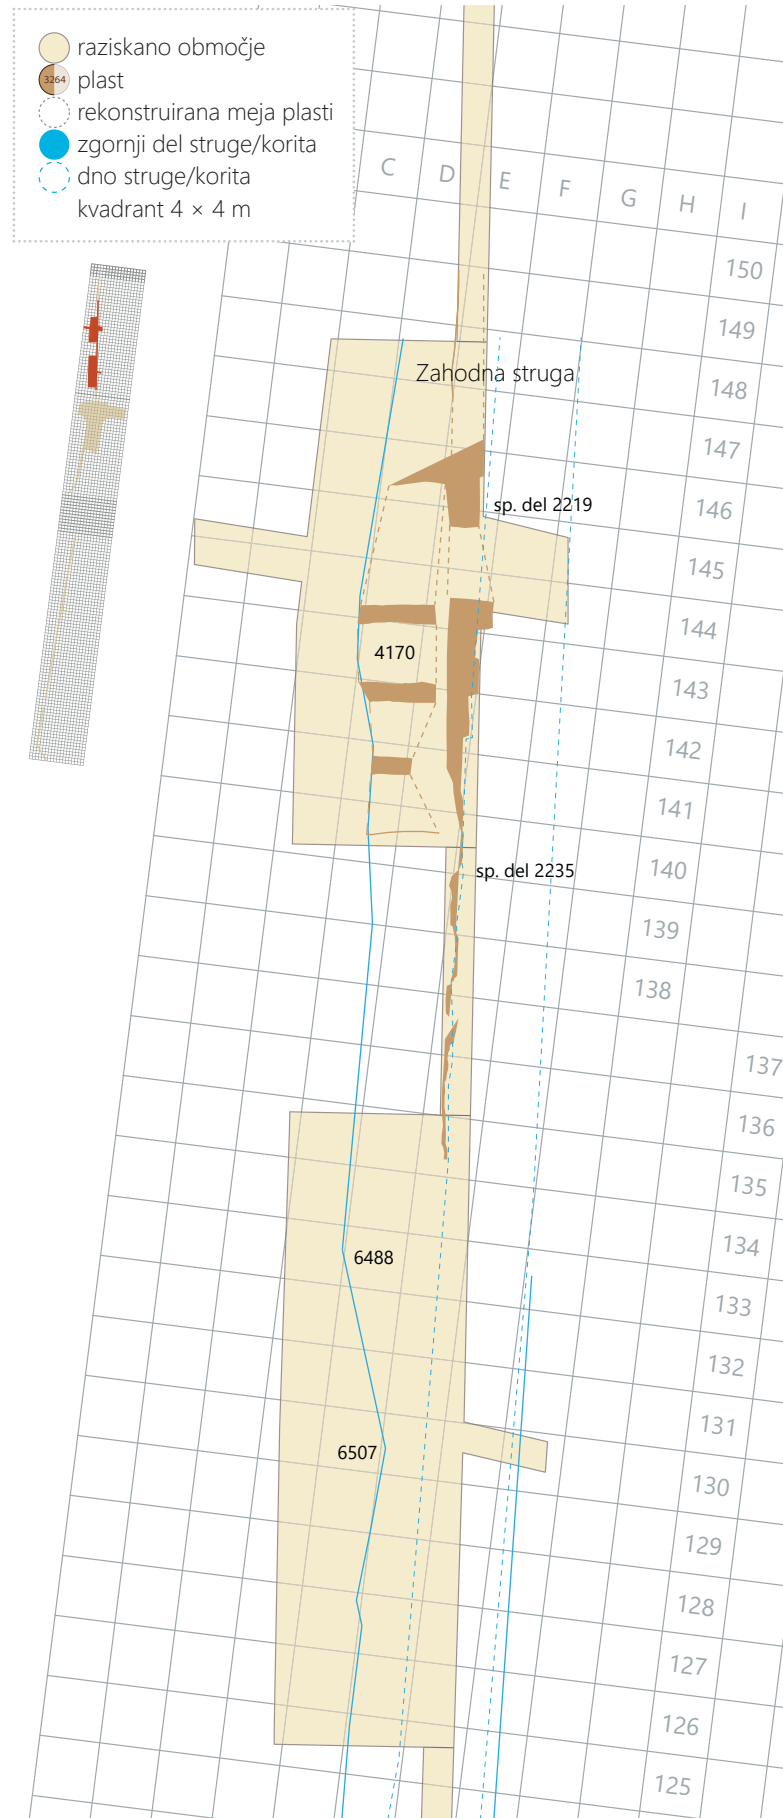 raziskano območje
3264 plast
rekonstruirana meja plasti
zgornji del struge/korita
dno struge/korita
kvadrant 4 × 4 m
C D E F G H I
150
149
148
Zahodna struga
147
146
sp. del 2219
145
144
4170
143
142
141
140
sp. del 2235
139
138
137
136
135
134
6488
133
132
131
6507
130
129
128
127
126
125